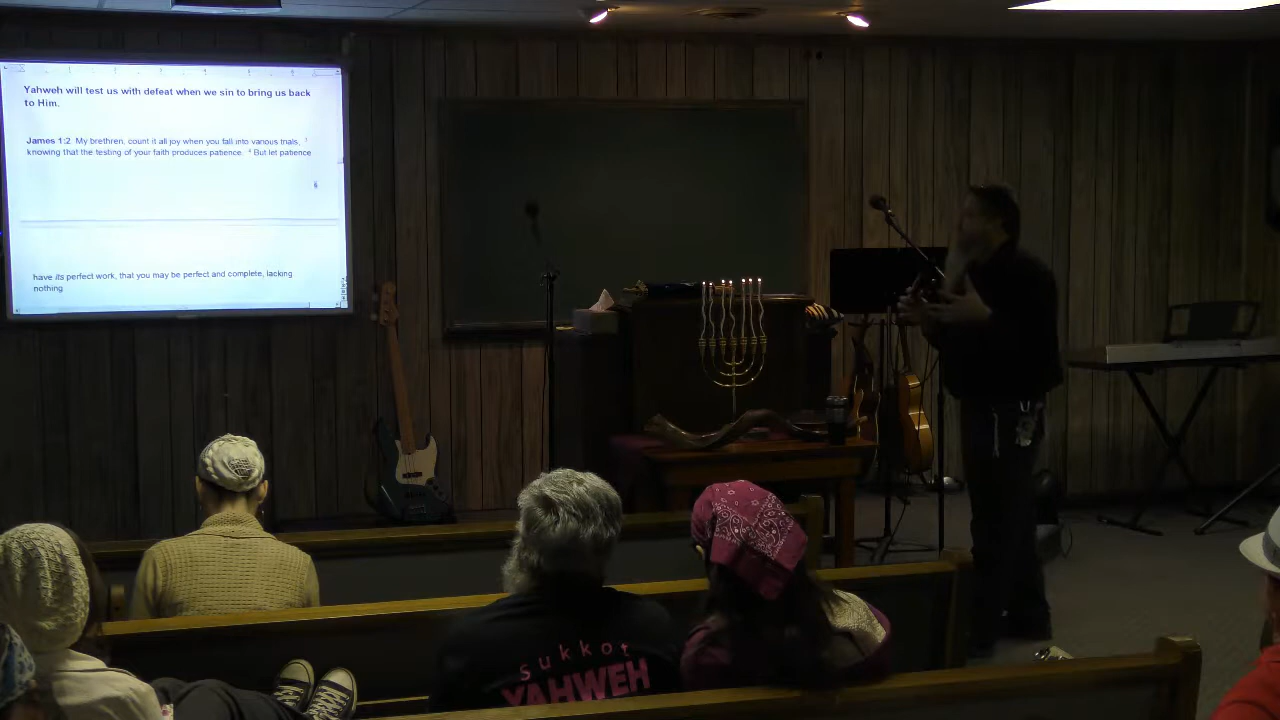 Yahweh will test us with defeat when we sin to bring us back
to Him.
James 1:2 My brethren, count it all joy when you fall into various trials, 3
knowing that the testing of your faith produces patience. 4 But let patience
6
have its perfect work, that you may be perfect and complete, lacking
nothing
sukkot
YAHWEH